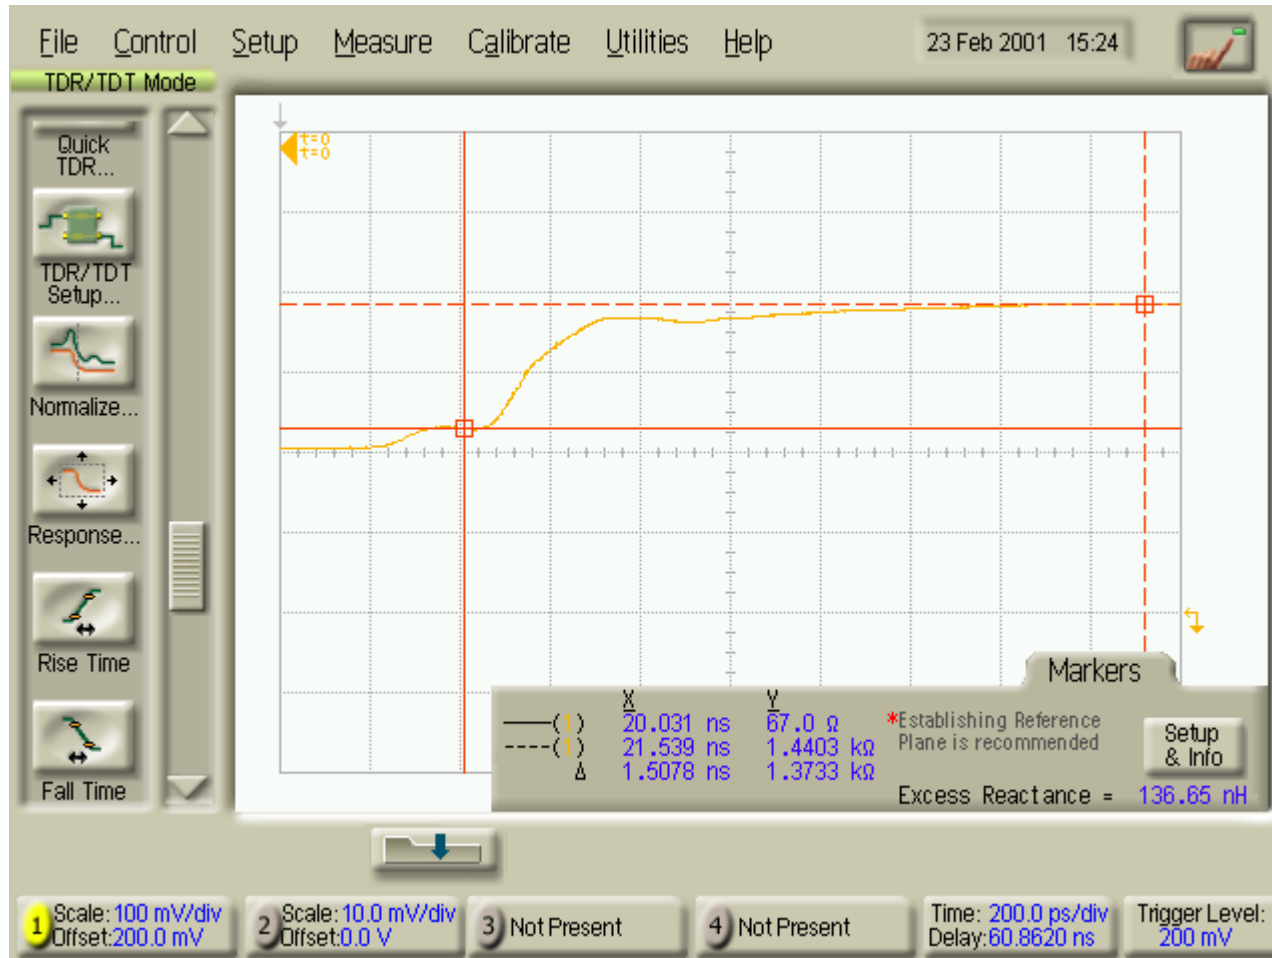 File Control Setup Measure Calibrate Utilities Help 23 Feb 2001 15:24
TDR/TDT Mode
Quick
TDR...
TDR/TDT
Setup...
Normalize...
Response...
Rise Time
Fall Time
t=0
t=0
Markers
X Y
(1) 20.031 ns 67.0 Ω
(1) 21.539 ns 1.4403 kΩ
Δ 1.5078 ns 1.3733 kΩ
*Establishing Reference
Plane is recommended
Setup
& Info
Excess Reactance = 136.65 nH
1 Scale: 100 mV/div
Offset:200.0 mV
2 Scale: 10.0 mV/div
Offset:0.0 V
3 Not Present
4 Not Present
Time: 200.0 ps/div
Delay:60.8620 ns
Trigger Level:
200 mV